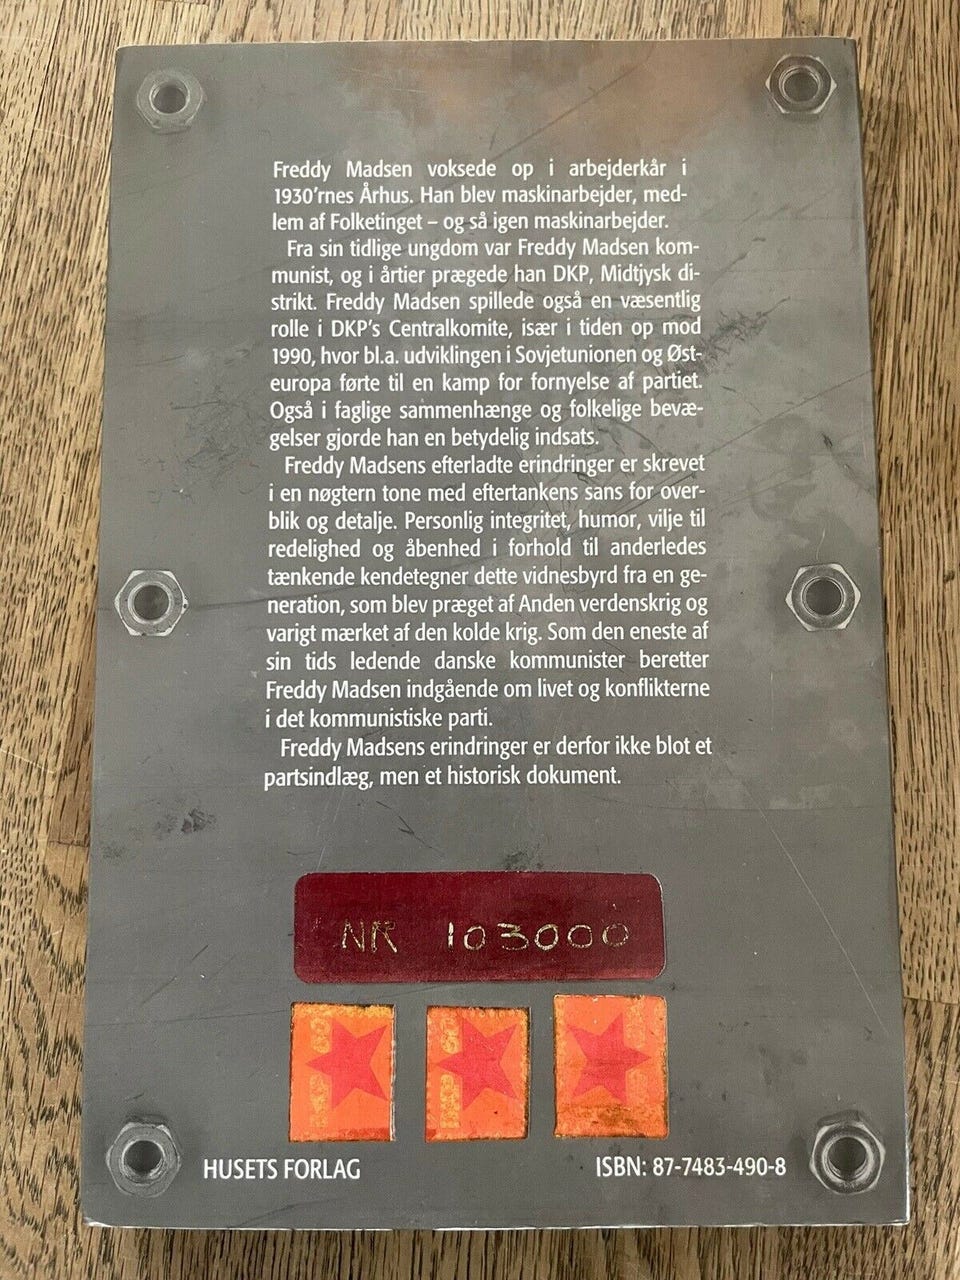 Freddy Madsen voksede op i arbejderkår i
1930'rnes Århus. Han blev maskinarbejder, med-
lem af Folketinget – og så igen maskinarbejder.
Fra sin tidlige ungdom var Freddy Madsen kom-
munist, og i årtier prægede han DKP, Midtjysk di-
strikt. Freddy Madsen spillede også en væsentlig
rolle i DKP's Centralkomite, især i tiden op mod
1990, hvor bl.a. udviklingen i Sovjetunionen og Øst-
europa førte til en kamp for fornyelse af partiet.
Også i faglige sammenhænge og folkelige bevæ-
gelser gjorde han en betydelig indsats.
Freddy Madsens efterladte erindringer er skrevet
i en nøgtern tone med eftertankens sans for over-
blik og detalje. Personlig integritet, humor, vilje til
redelighed og åbenhed i forhold til anderledes
tænkende kendetegner dette vidnesbyrd fra en ge-
neration, som blev præget af Anden verdenskrig og
varigt mærket af den kolde krig. Som den eneste af
sin tids ledende danske kommunister beretter
Freddy Madsen indgående om livet og konflikterne
i det kommunistiske parti.
Freddy Madsens erindringer er derfor ikke blot et
partsindlæg, men et historisk dokument.
NR 103000
HUSETS FORLAG
ISBN: 87-7483-490-8